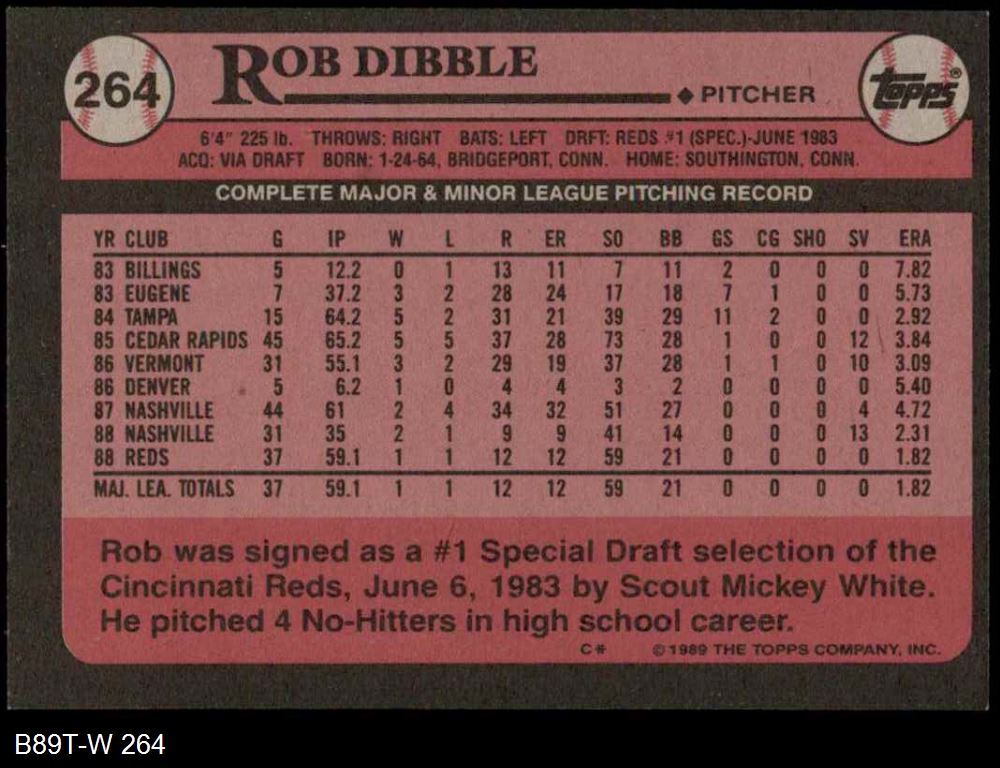 264 ROB DIBBLE topps®
◆ PITCHER
6'4" 225 lb. THROWS: RIGHT BATS: LEFT DRFT: REDS #1 (SPEC.)-JUNE 1983
ACQ: VIA DRAFT BORN: 1-24-64, BRIDGEPORT, CONN. HOME: SOUTHINGTON, CONN.
COMPLETE MAJOR & MINOR LEAGUE PITCHING RECORD
YR CLUB G IP W L R ER SO BB GS CG SHO SV ERA
83 BILLINGS 5 12.2 0 1 13 11 7 11 2 0 0 0 7.82
83 EUGENE 7 37.2 3 2 28 24 17 18 7 1 0 0 5.73
84 TAMPA 15 64.2 5 2 31 21 39 29 11 2 0 0 2.92
85 CEDAR RAPIDS 45 65.2 5 5 37 28 73 28 1 0 0 12 3.84
86 VERMONT 31 55.1 3 2 29 19 37 28 1 1 0 10 3.09
86 DENVER 5 6.2 1 0 4 4 3 2 0 0 0 0 5.40
87 NASHVILLE 44 61 2 4 34 32 51 27 0 0 0 4 4.72
88 NASHVILLE 31 35 2 1 9 9 41 14 0 0 0 13 2.31
88 REDS 37 59.1 1 1 12 12 59 21 0 0 0 0 1.82
MAJ. LEA. TOTALS 37 59.1 1 1 12 12 59 21 0 0 0 0 1.82
Rob was signed as a #1 Special Draft selection of the
Cincinnati Reds, June 6, 1983 by Scout Mickey White.
He pitched 4 No-Hitters in high school career.
C* © 1989 THE TOPPS COMPANY, INC.
B89T-W 264